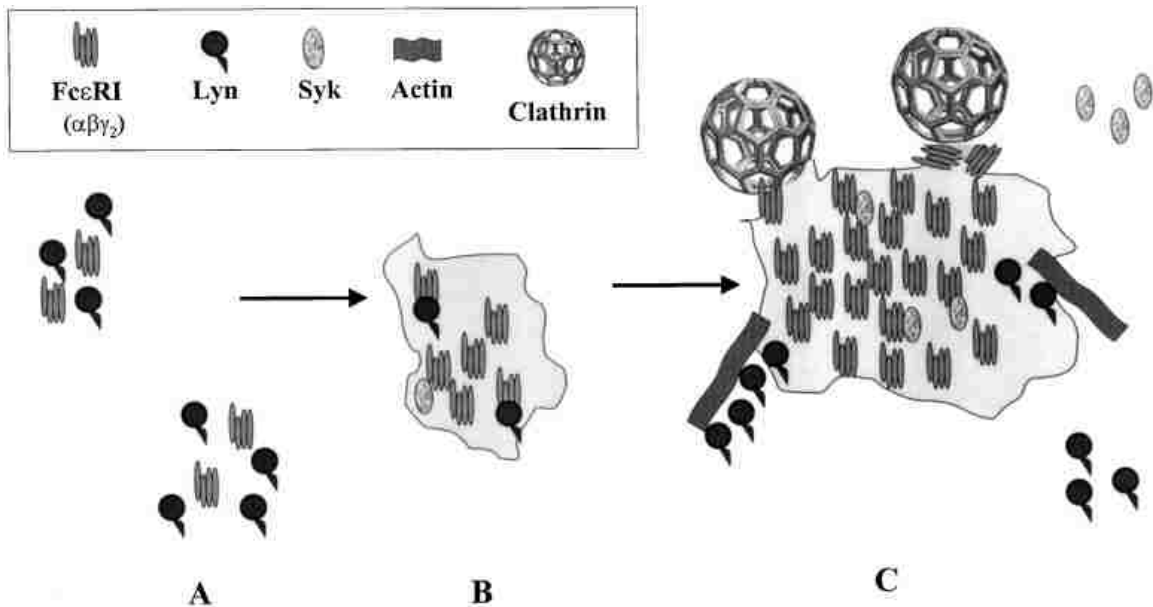 FcεRI
(αβγ₂)
Lyn
Syk
Actin
Clathrin
A
B
C